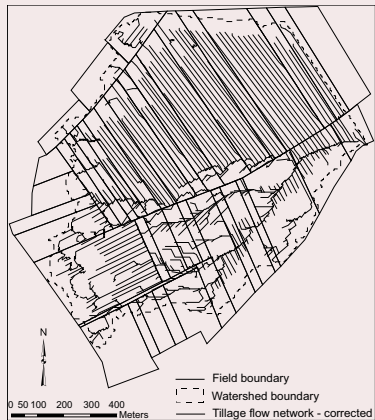 N
0 50 100 200 300 400
Meters
Field boundary
Watershed boundary
Tillage flow network - corrected